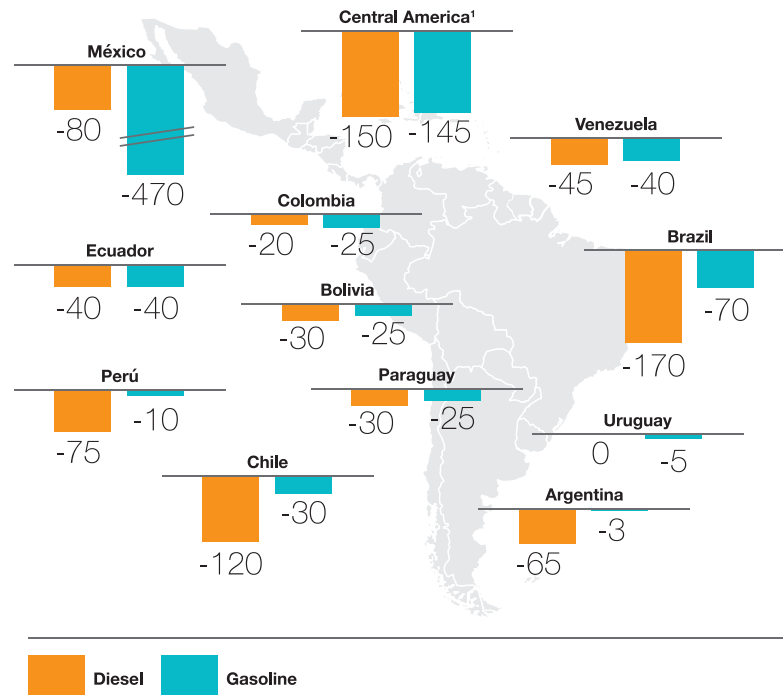 Central America¹
-150 -145
México
-80
-470
Venezuela
-45 -40
Colombia
-20 -25
Ecuador
-40 -40
Brazil
-70
-170
Bolivia
-30 -25
Perú
-10
-75
Paraguay
-30 -25
Uruguay
0 -5
Chile
-30
-120
Argentina
-3
-65
Diesel Gasoline